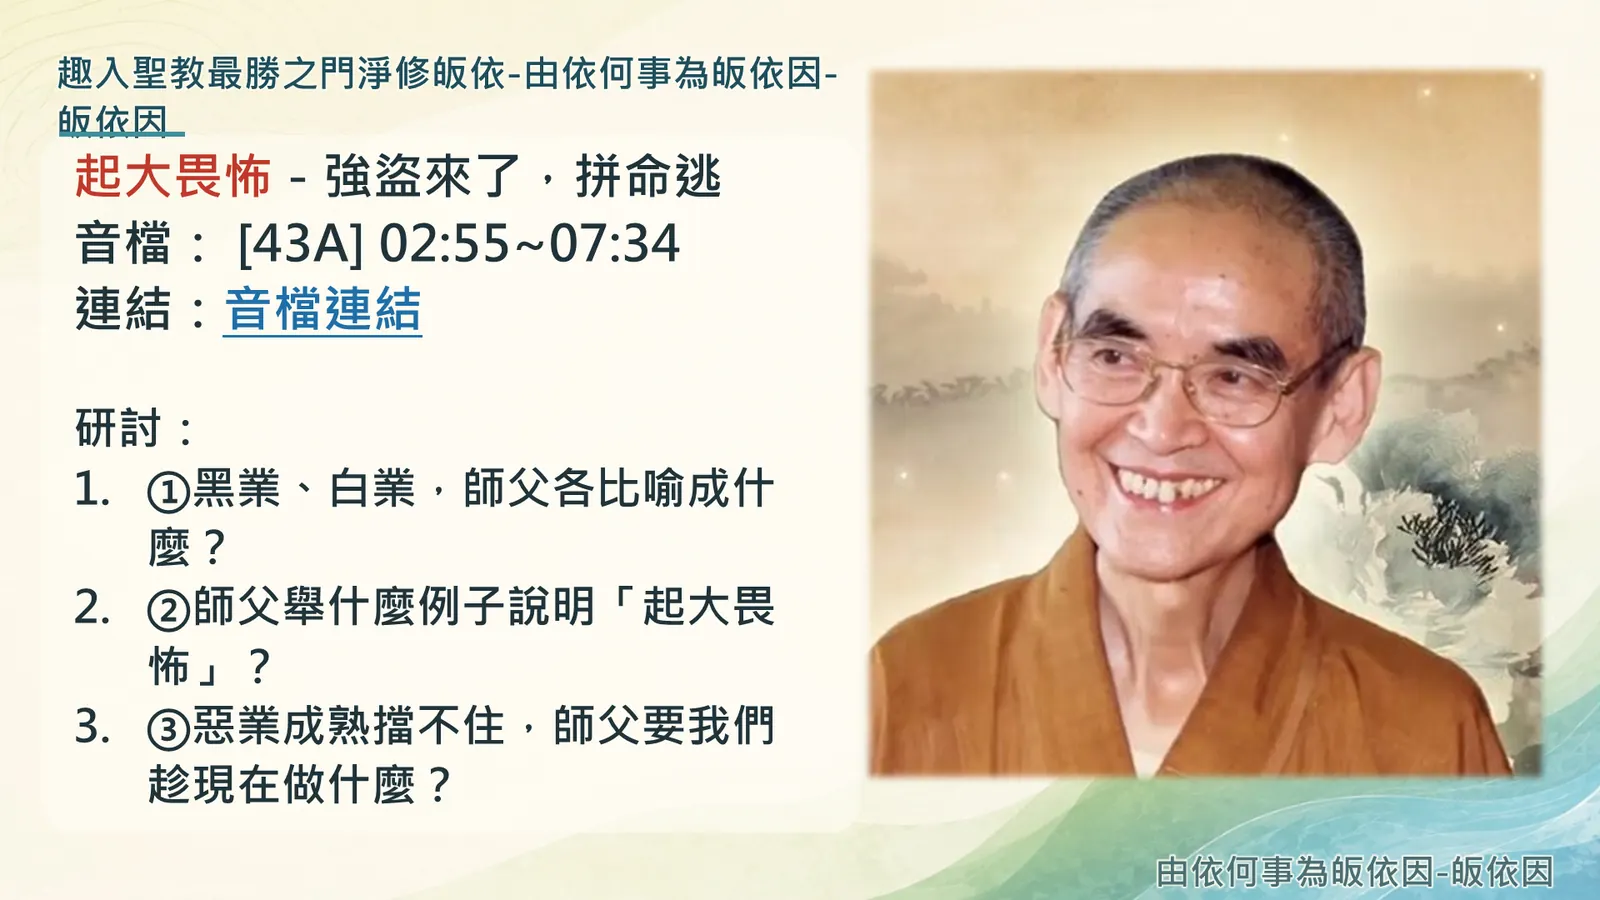 趣入聖教最勝之門淨修皈依-由依何事為皈依因-
皈依因
起大畏怖 - 強盜來了，拼命逃
音檔： [43A] 02:55~07:34
連結：音檔連結
研討：
1. ①黑業、白業，師父各比喻成什
麼？
2. ②師父舉什麼例子說明「起大畏
怖」？
3. ③惡業成熟擋不住，師父要我們
趁現在做什麼？
由依何事為皈依因-皈依因